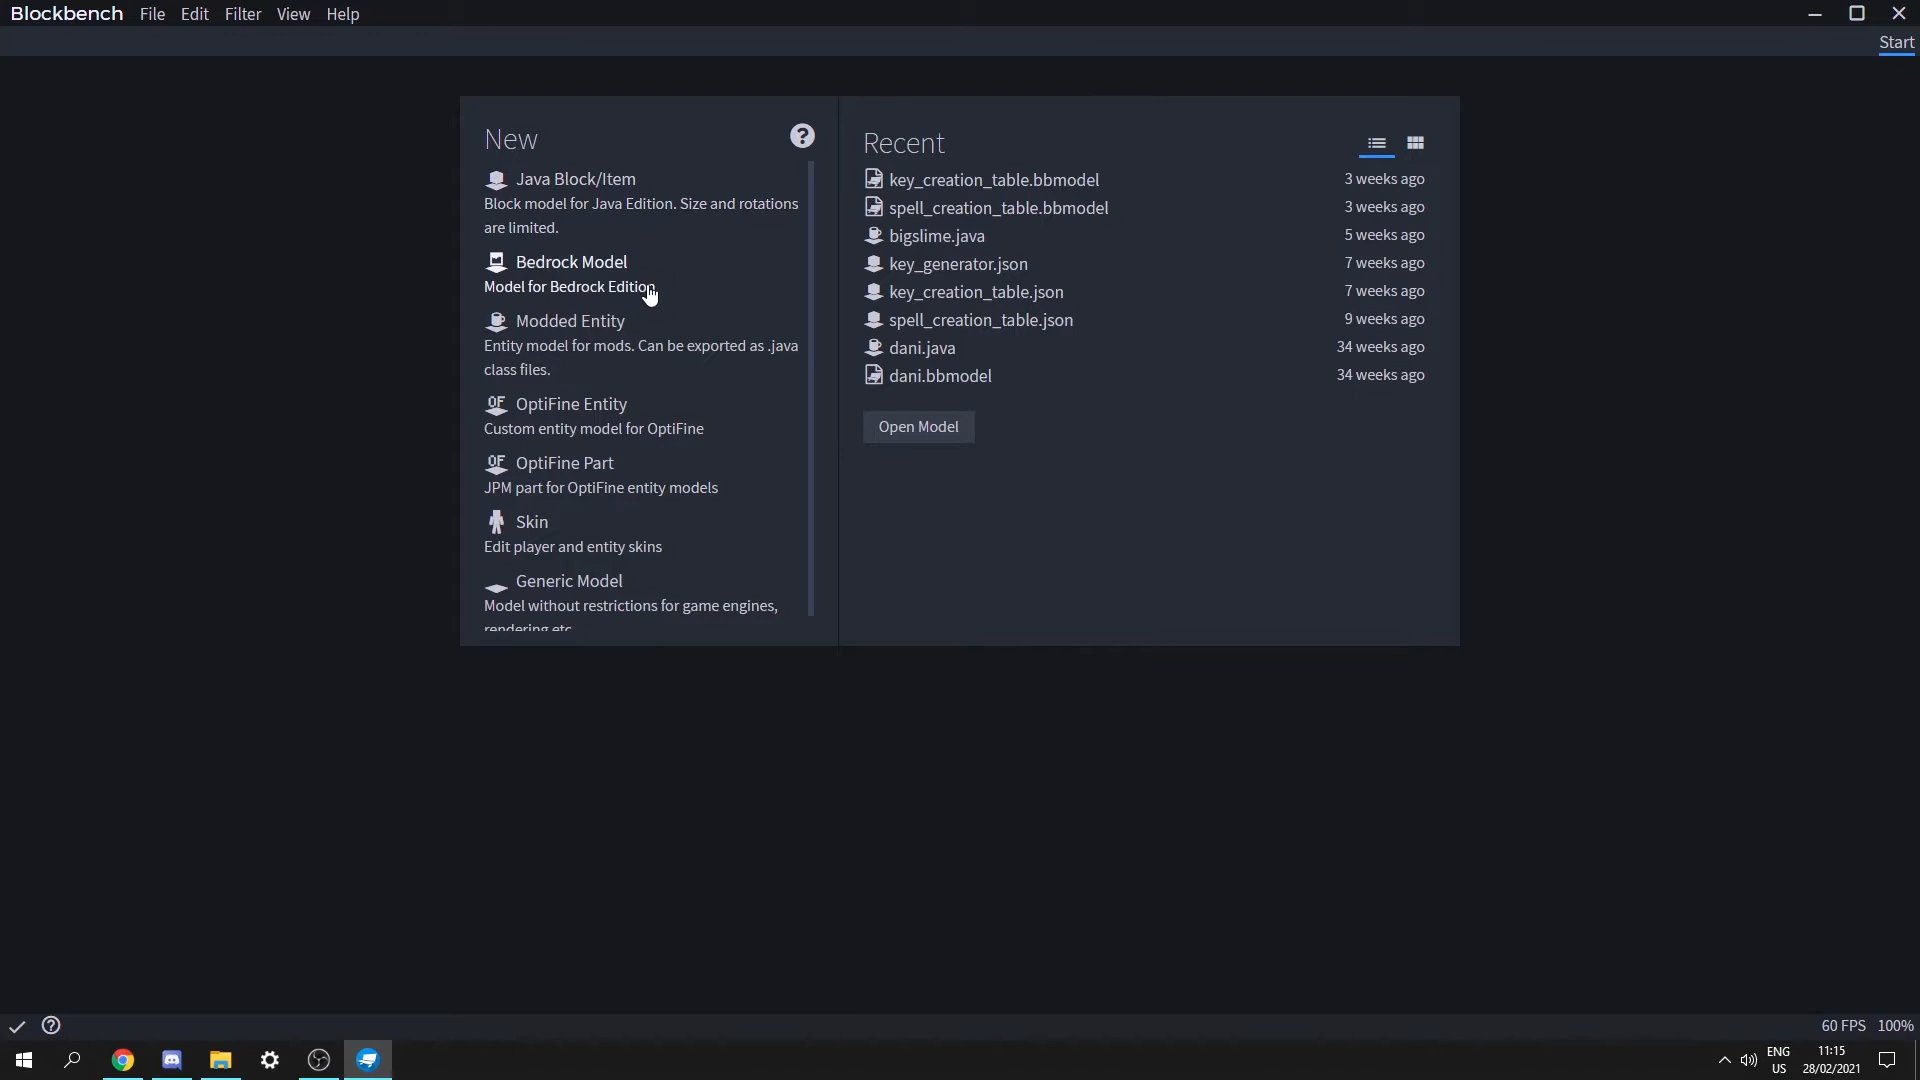 Blockbench File Edit Filter View Help
Start
New
Java Block/Item
Block model for Java Edition. Size and rotations
are limited.
Bedrock Model
Model for Bedrock Edition
Modded Entity
Entity model for mods. Can be exported as .java
class files.
OF OptiFine Entity
Custom entity model for OptiFine
OF OptiFine Part
JPM part for OptiFine entity models
Skin
Edit player and entity skins
Generic Model
Model without restrictions for game engines,
rendering etc
Recent
key_creation_table.bbmodel 3 weeks ago
spell_creation_table.bbmodel 3 weeks ago
bigslime.java 5 weeks ago
key_generator.json 7 weeks ago
key_creation_table.json 7 weeks ago
spell_creation_table.json 9 weeks ago
dani.java 34 weeks ago
dani.bbmodel 34 weeks ago
Open Model
60 FPS 100%
ENG
US
11:15
28/02/2021